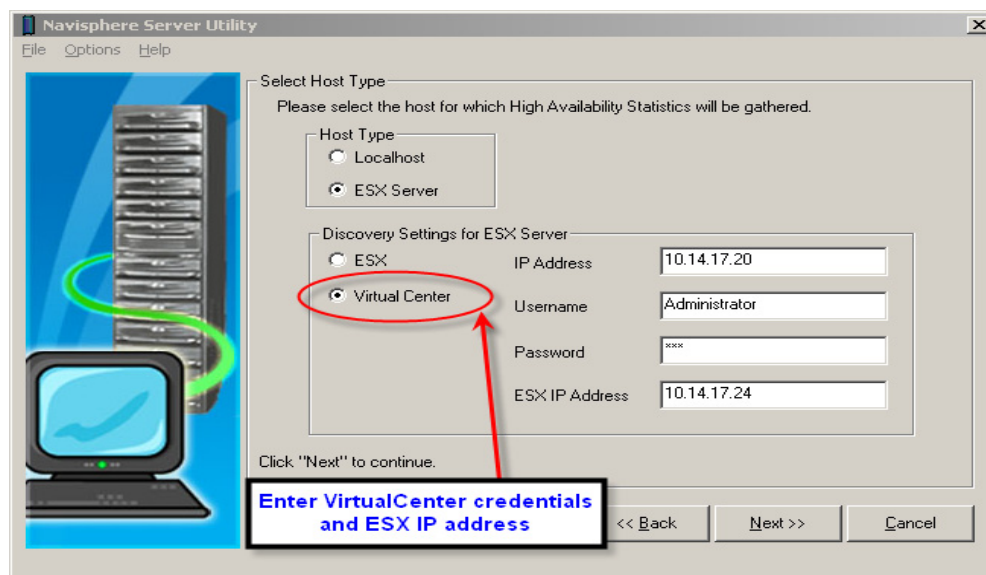 Navisphere Server Utility
File Options Help
Select Host Type
Please select the host for which High Availability Statistics will be gathered.
Host Type
Localhost
ESX Server
Discovery Settings for ESX Server
ESX
Virtual Center
IP Address 10.14.17.20
Username Administrator
Password ***
ESX IP Address 10.14.17.24
Click "Next" to continue.
Enter VirtualCenter credentials
and ESX IP address
<< Back Next >> Cancel